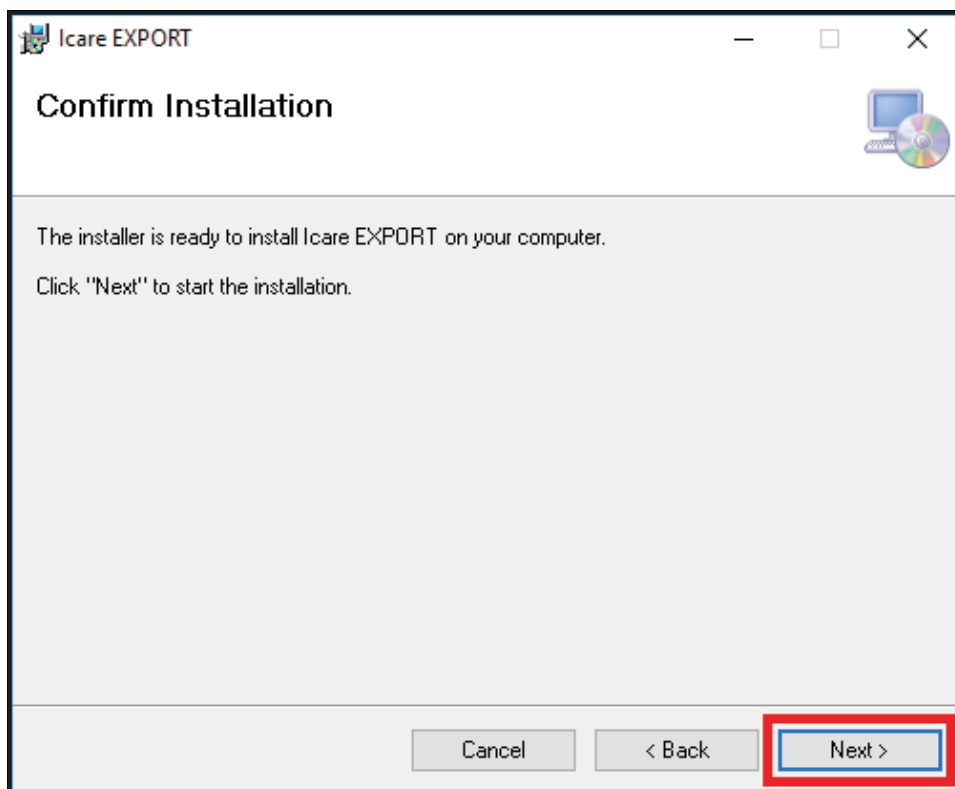 Icare EXPORT
Confirm Installation
The installer is ready to install Icare EXPORT on your computer.
Click "Next" to start the installation.
Cancel
< Back
Next >